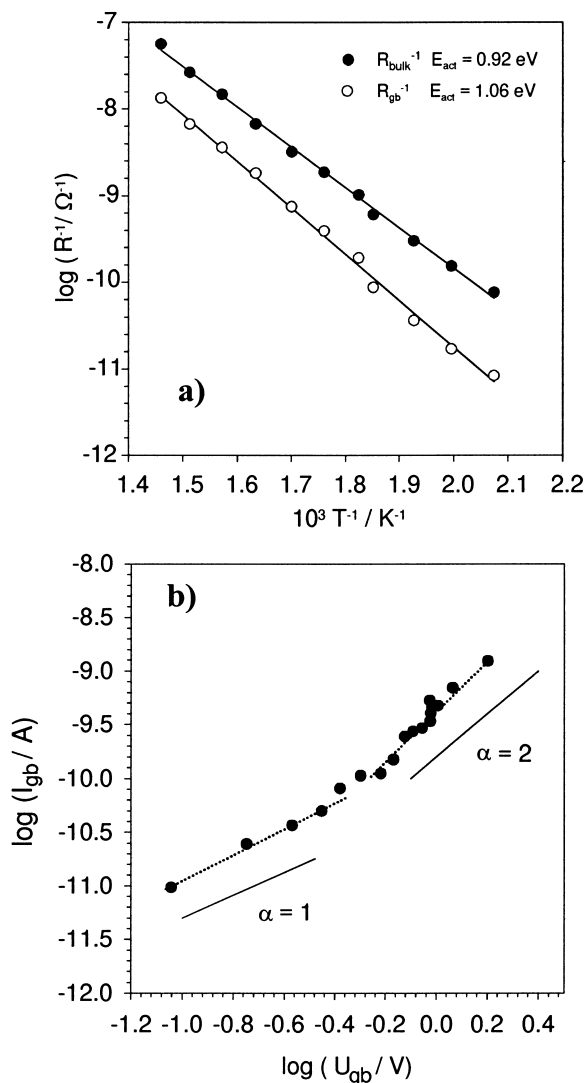 -7
-8
-9
-10
-11
-12
log (R⁻¹/ Ω⁻¹)
● R_bulk⁻¹ E_act = 0.92 eV
○ R_gb⁻¹ E_act = 1.06 eV
a)
1.4 1.5 1.6 1.7 1.8 1.9 2.0 2.1 2.2
10³ T⁻¹ / K⁻¹
b)
-8.0
-8.5
-9.0
-9.5
-10.0
-10.5
-11.0
-11.5
-12.0
log (I_gb / A)
α = 2
α = 1
-1.2 -1.0 -0.8 -0.6 -0.4 -0.2 0.0 0.2 0.4
log ( U_gb / V)